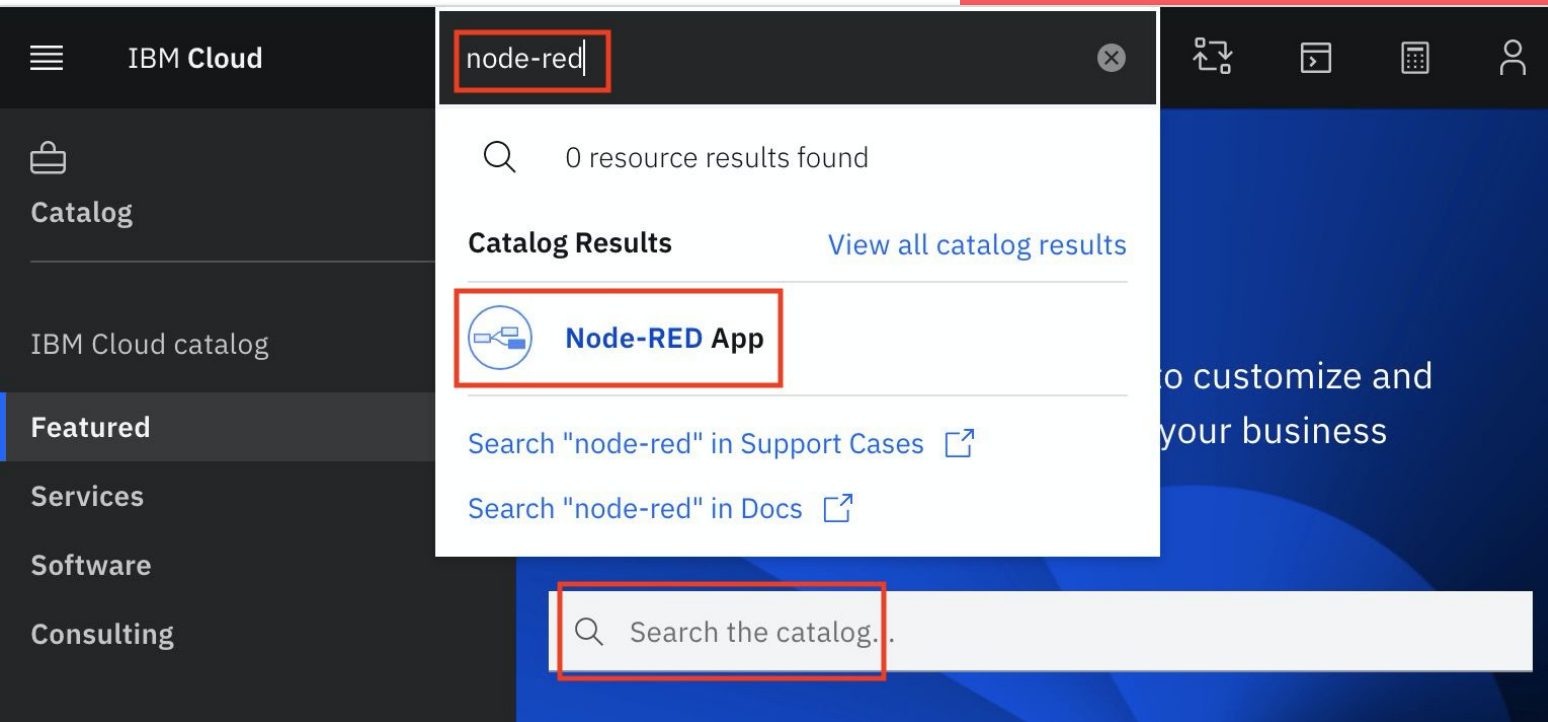 IBM Cloud
node-red
0 resource results found
Catalog
Catalog Results
View all catalog results
Node-RED App
IBM Cloud catalog
to customize and
Featured
your business
Search "node-red" in Support Cases
Services
Search "node-red" in Docs
Software
Consulting
Search the catalog...